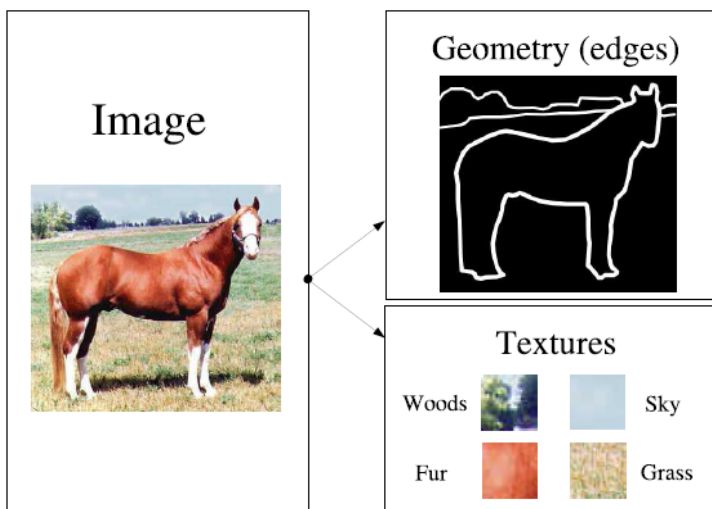 Image
Geometry (edges)
Textures
Woods
Sky
Fur
Grass